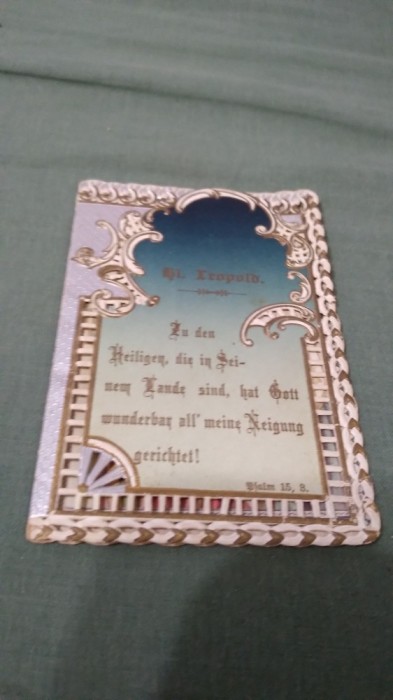 Hl. Leopold.
Zu den
Heiligen, die in Sei-
nem Lande sind, hat Gott
wunderbar all' meine Neigung
gerichtet!
Psalm 15, 3.